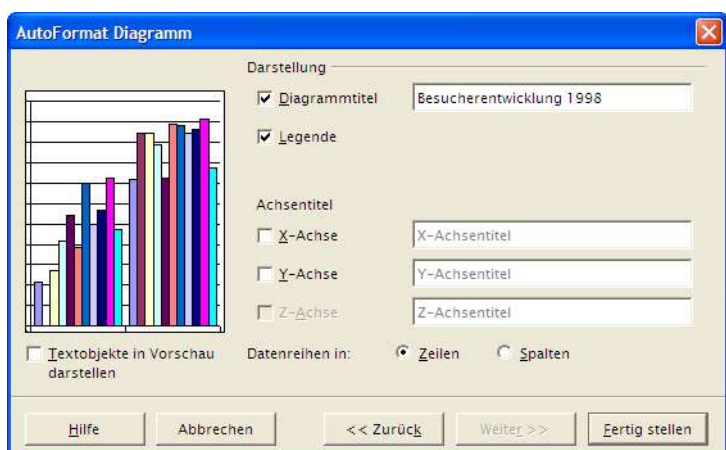 AutoFormat Diagramm
Darstellung
Diagrammtitel Besucherentwicklung 1998
Legende
Achsentitel
X-Achse X-Achsentitel
Y-Achse Y-Achsentitel
Z-Achse Z-Achsentitel
Textobjekte in Vorschau
darstellen
Datenreihen in: Zeilen Spalten
Hilfe Abbrechen << Zurück Weiter >> Fertig stellen